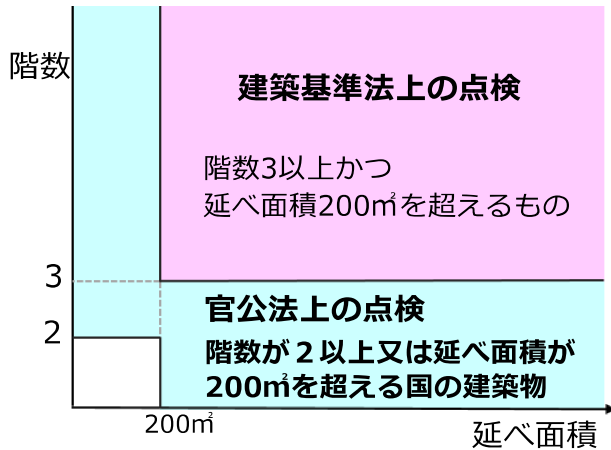 階数
建築基準法上の点検
階数3以上かつ
延べ面積200㎡を超えるもの
3
官公法上の点検
2
階数が２以上又は延べ面積が
200㎡を超える国の建築物
200㎡
延べ面積